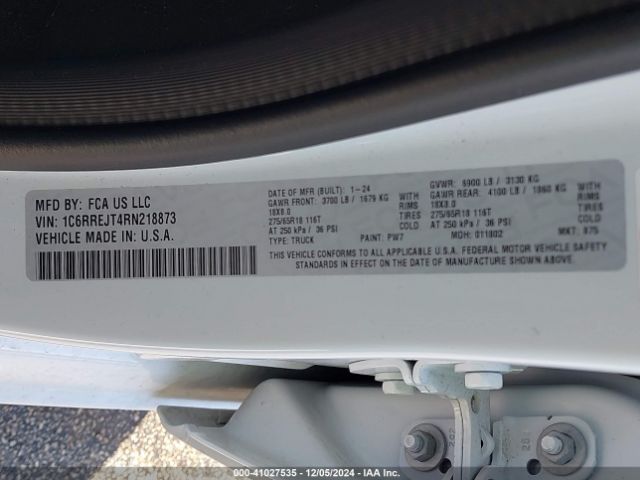 MFD BY: FCA US LLC
VIN: 1C6RREJT4RN218873
VEHICLE MADE IN: U.S.A.
DATE OF MFR (BUILT): 1-24
GAWR FRONT: 3700 LB / 1679 KG
18X8.0
275/65R18 116T
AT 250 kPa / 36 PSI
TYPE: TRUCK
WITH
RIMS
TIRES
COLD
PAINT: PW7
GVWR: 6900 LB / 3130 KG
GAWR REAR: 4100 LB / 1860 KG
18X8.0
275/65R18 116T
AT 250 kPa / 36 PSI
MDH: 011802
WITH
RIMS
TIRES
COLD
MKT: 875
THIS VEHICLE CONFORMS TO ALL APPLICABLE U.S.A. FEDERAL MOTOR VEHICLE SAFETY
STANDARDS IN EFFECT ON THE DATE OF MANUFACTURE SHOWN ABOVE.
000-41027535 - 12/05/2024 - IAA Inc.